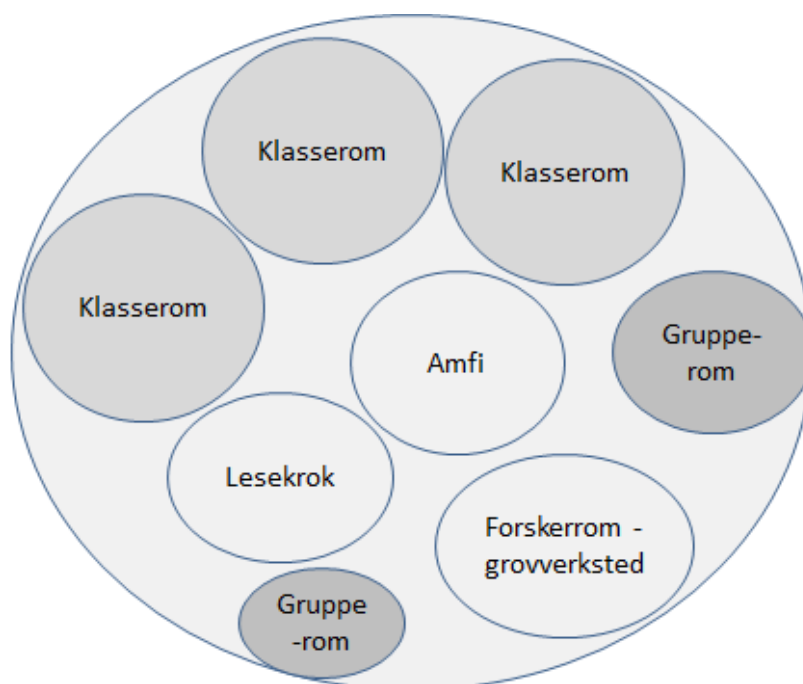 Klasserom
Klasserom
Klasserom
Gruppe-
rom
Amfi
Lesekrok
Forskerrom -
grovverksted
Gruppe
-rom